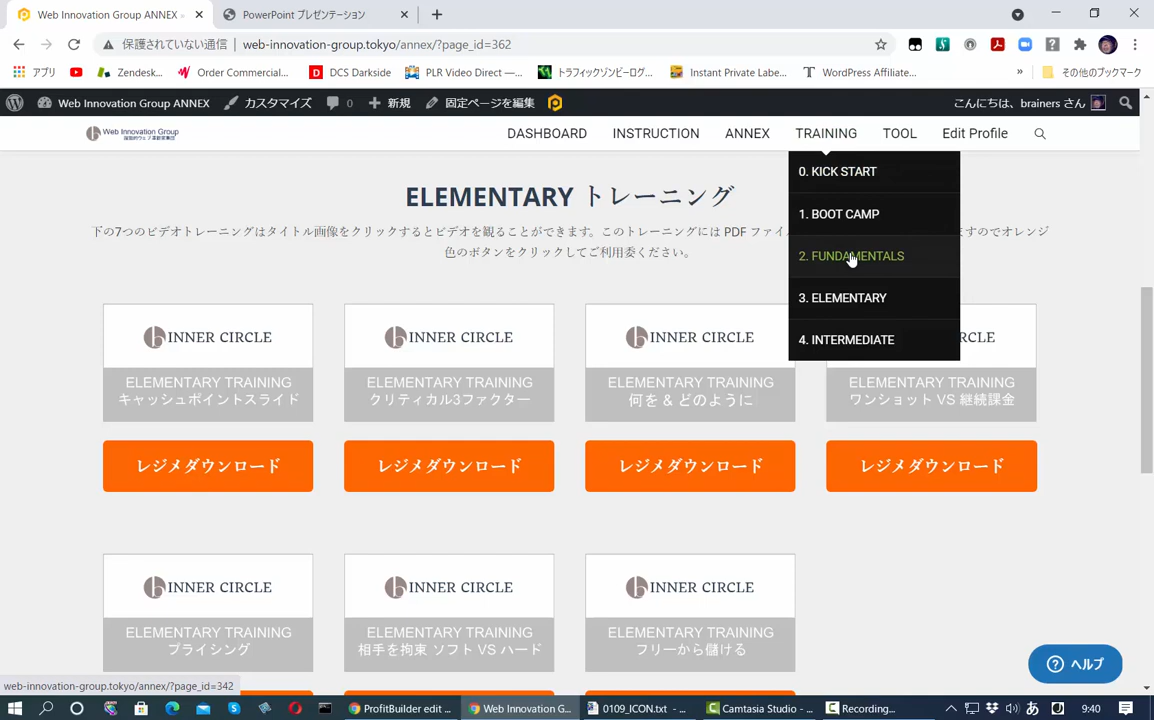 Web Innovation Group ANNEX
PowerPoint プレゼンテーション
保護されていない通信 | web-innovation-group.tokyo/annex/?page_id=362
アプリ Zendesk... Order Commercial... DCS Darkside PLR Video Direct —... トラフィックゾンビーログ... Instant Private Labe... WordPress Affiliate... » その他のブックマーク
Web Innovation Group ANNEX カスタマイズ 0 新規 固定ページを編集 こんにちは、brainers さん
Web Innovation Group
DASHBOARD INSTRUCTION ANNEX TRAINING TOOL Edit Profile
0. KICK START
1. BOOT CAMP
2. FUNDAMENTALS
3. ELEMENTARY
4. INTERMEDIATE
ELEMENTARY トレーニング
下の7つのビデオトレーニングはタイトル画像をクリックするとビデオを観ることができます。このトレーニングには PDF ファイ ますのでオレンジ
色のボタンをクリックしてご利用委ください。
INNER CIRCLE INNER CIRCLE INNER CIRCLE CIRCLE
ELEMENTARY TRAINING ELEMENTARY TRAINING ELEMENTARY TRAINING ELEMENTARY TRAINING
キャッシュポイントスライド クリティカル3ファクター 何を & どのように ワンショット VS 継続課金
レジメダウンロード レジメダウンロード レジメダウンロード レジメダウンロード
INNER CIRCLE INNER CIRCLE INNER CIRCLE
ELEMENTARY TRAINING ELEMENTARY TRAINING ELEMENTARY TRAINING
プライシング 相手を拘束 ソフト VS ハード フリーから儲ける
ヘルプ
web-innovation-group.tokyo/annex/?page_id=342
ProfitBuilder edit ... Web Innovation G... 0109_ICON.txt - ... Camtasia Studio - ... Recording... あ 9:40